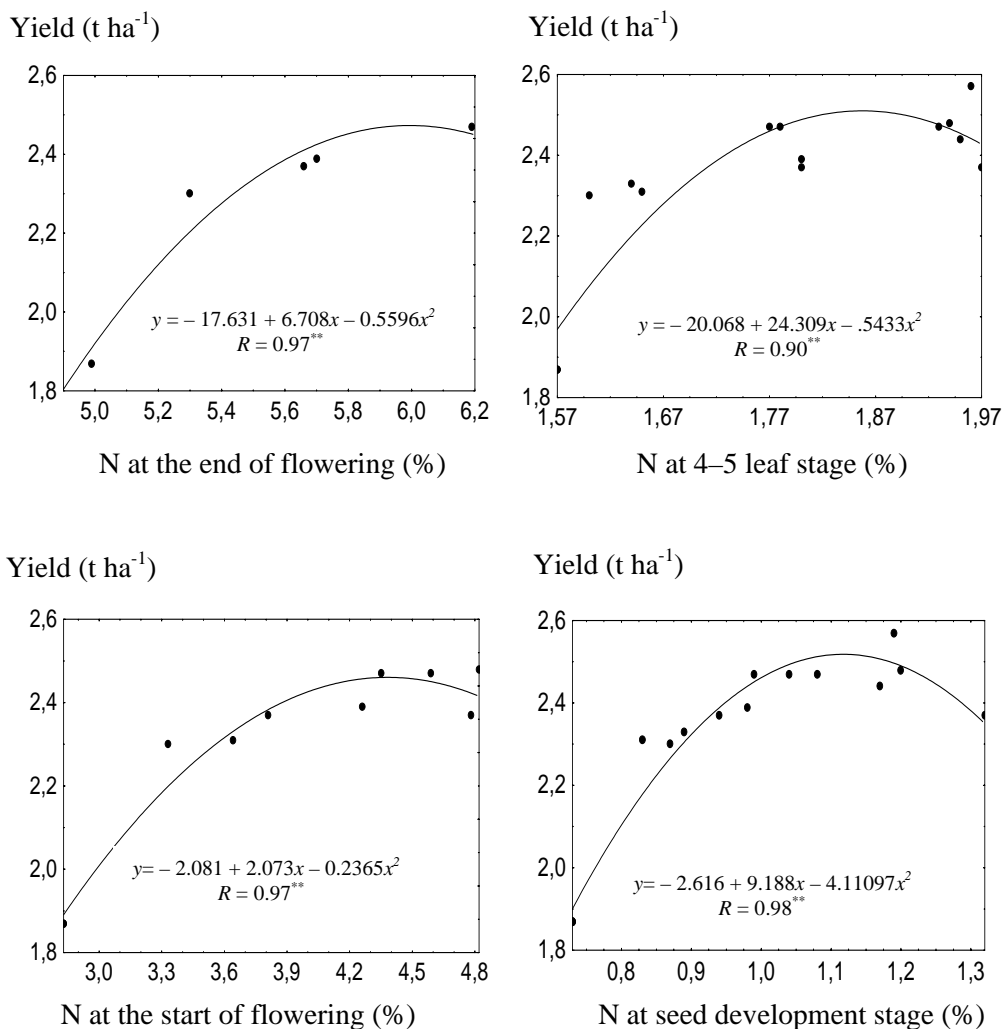 Yield (t ha⁻¹)
2,6
2,4
2,2
2,0
1,8
y = – 17.631 + 6.708x – 0.5596x²
R = 0.97**
5,0 5,2 5,4 5,6 5,8 6,0 6,2
N at the end of flowering (%)
Yield (t ha⁻¹)
2,6
2,4
2,2
2,0
1,8
y = – 20.068 + 24.309x – .5433x²
R = 0.90**
1,57 1,67 1,77 1,87 1,97
N at 4–5 leaf stage (%)
Yield (t ha⁻¹)
2,6
2,4
2,2
2,0
1,8
y= – 2.081 + 2.073x – 0.2365x²
R = 0.97**
3,0 3,6 4,2 4,5 4,8
N at the start of flowering (%)
Yield (t ha⁻¹)
2,6
2,4
2,2
2,0
1,8
y= – 2.616 + 9.188x – 4.11097x²
R = 0.98**
0,8 0,9 1,0 1,1 1,2 1,3
N at seed development stage (%)